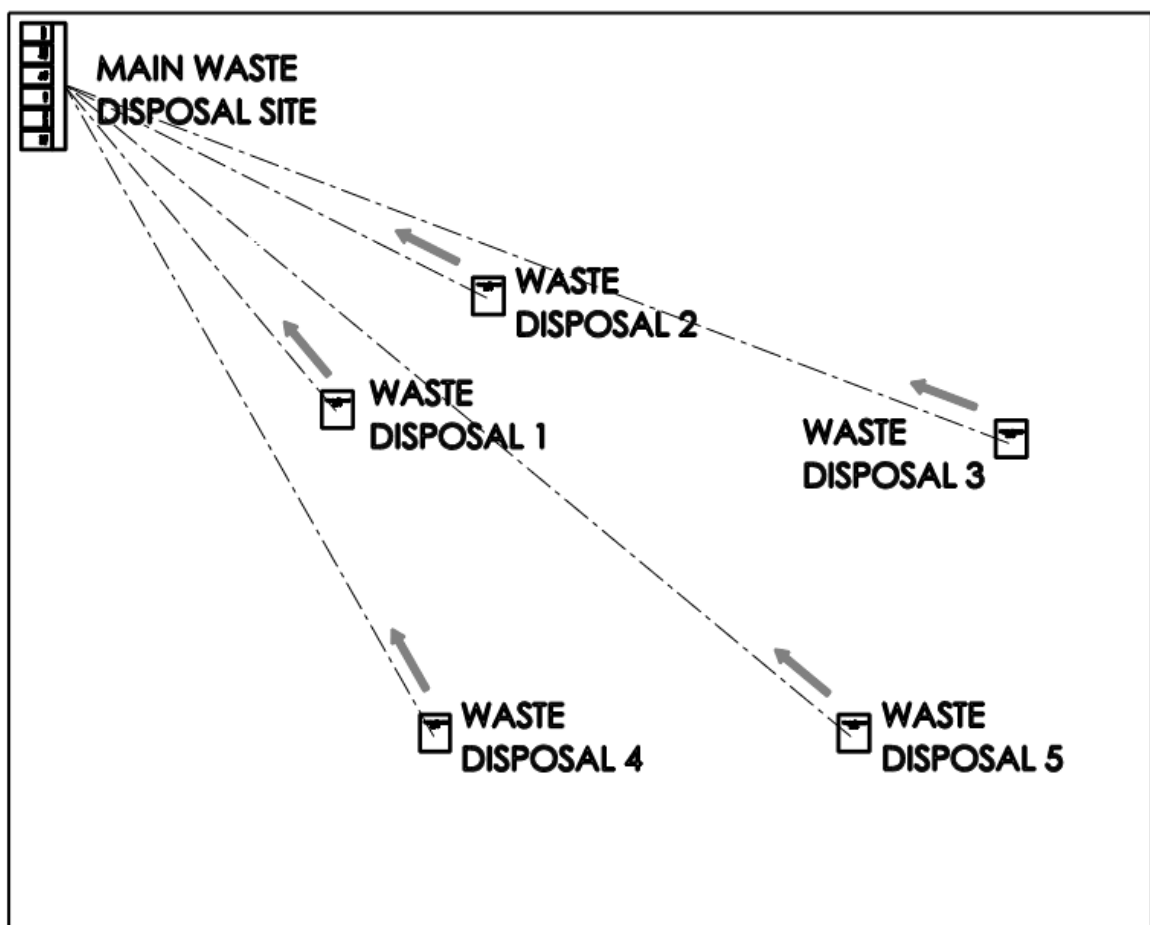 MAIN WASTE
DISPOSAL SITE
WASTE
DISPOSAL 2
WASTE
DISPOSAL 1
WASTE
DISPOSAL 3
WASTE
DISPOSAL 4
WASTE
DISPOSAL 5